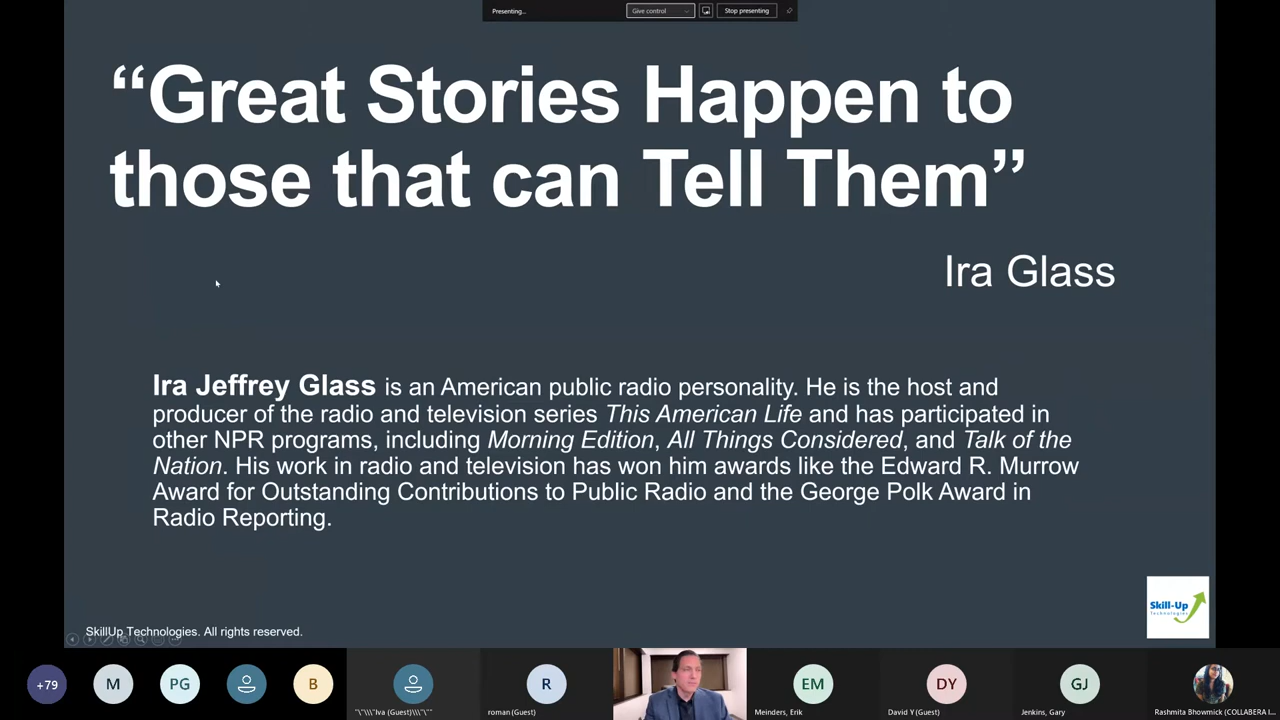 Presenting...
Give control
Stop presenting
“Great Stories Happen to
those that can Tell Them”
Ira Glass
Ira Jeffrey Glass is an American public radio personality. He is the host and
producer of the radio and television series This American Life and has participated in
other NPR programs, including Morning Edition, All Things Considered, and Talk of the
Nation. His work in radio and television has won him awards like the Edward R. Murrow
Award for Outstanding Contributions to Public Radio and the George Polk Award in
Radio Reporting.
Skill-Up
Technologies
SkillUp Technologies. All rights reserved.
+79
M
PG
B
R
EM
DY
GJ
"\"\\\"Iva (Guest)\\\"\""
roman (Guest)
Meinders, Erik
David Y (Guest)
Jenkins, Gary
Rashmita Bhowmick (COLLABERA I...